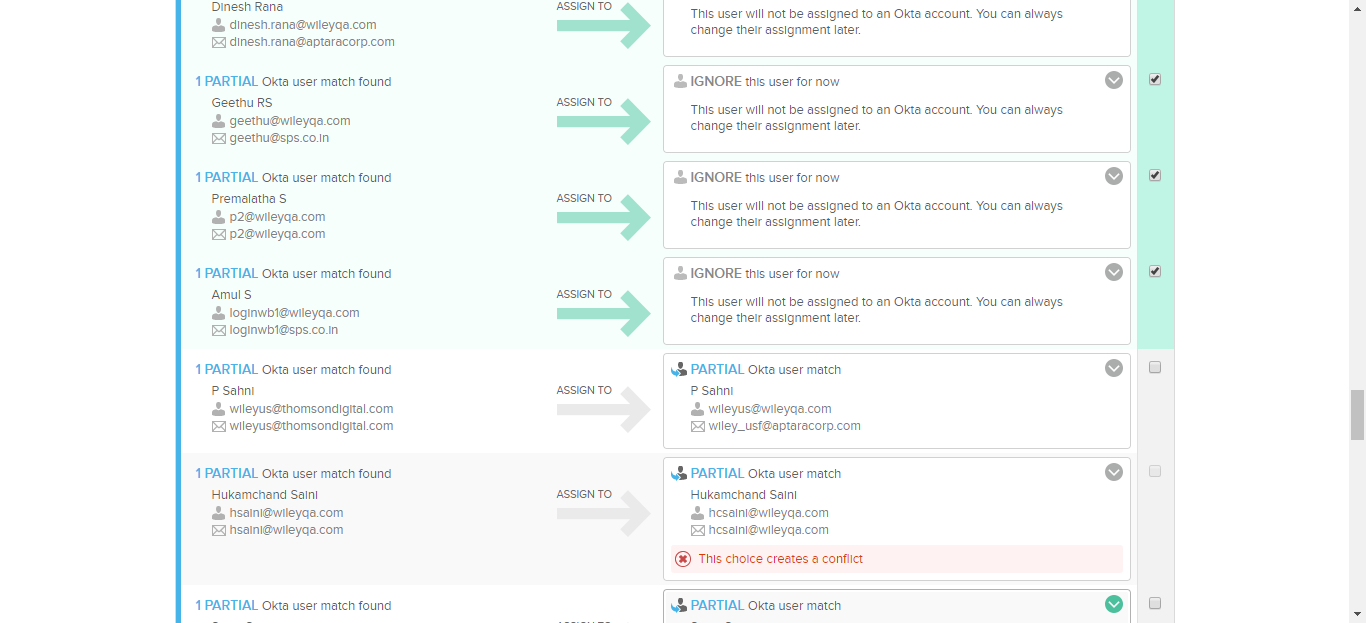 Dinesh Rana
dinesh.rana@wileyqa.com
dinesh.rana@aptaracorp.com
ASSIGN TO
This user will not be assigned to an Okta account. You can always
change their assignment later.
1 PARTIAL Okta user match found
Geethu RS
geethu@wileyqa.com
geethu@sps.co.in
ASSIGN TO
IGNORE this user for now
This user will not be assigned to an Okta account. You can always
change their assignment later.
1 PARTIAL Okta user match found
Premalatha S
p2@wileyqa.com
p2@wileyqa.com
ASSIGN TO
IGNORE this user for now
This user will not be assigned to an Okta account. You can always
change their assignment later.
1 PARTIAL Okta user match found
Amul S
loginwb1@wileyqa.com
loginwb1@sps.co.in
ASSIGN TO
IGNORE this user for now
This user will not be assigned to an Okta account. You can always
change their assignment later.
1 PARTIAL Okta user match found
P Sahni
wileyus@thomsondigital.com
wileyus@thomsondigital.com
ASSIGN TO
PARTIAL Okta user match
P Sahni
wileyus@wileyqa.com
wiley_usf@aptaracorp.com
1 PARTIAL Okta user match found
Hukamchand Saini
hsaini@wileyqa.com
hsaini@wileyqa.com
ASSIGN TO
PARTIAL Okta user match
Hukamchand Saini
hcsaini@wileyqa.com
hcsaini@wileyqa.com
This choice creates a conflict
1 PARTIAL Okta user match found
PARTIAL Okta user match